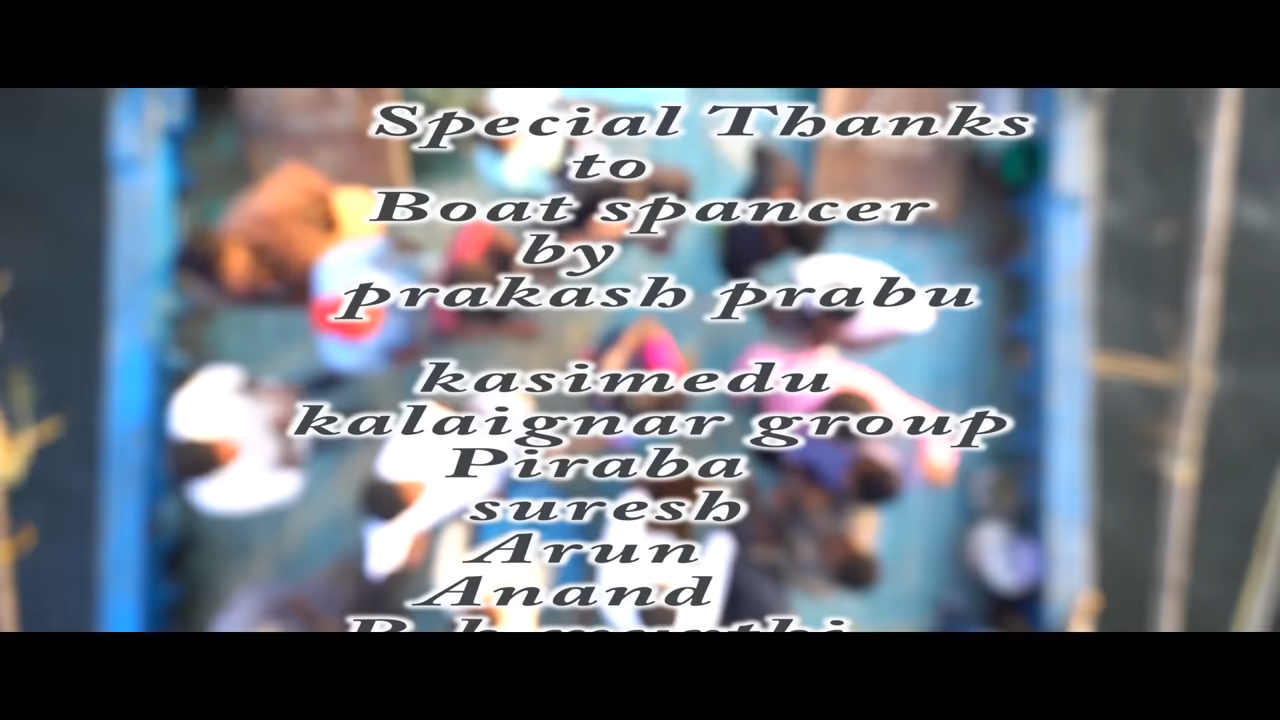 Special Thanks
to
Boat spancer
by
prakash prabu
kasimedu
kalaignar group
Piraba
suresh
Arun
Anand